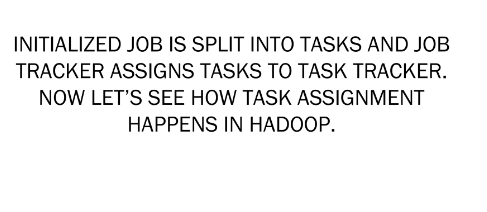 INITIALIZED JOB IS SPLIT INTO TASKS AND JOB
TRACKER ASSIGNS TASKS TO TASK TRACKER.
NOW LET'S SEE HOW TASK ASSIGNMENT
HAPPENS IN HADOOP.